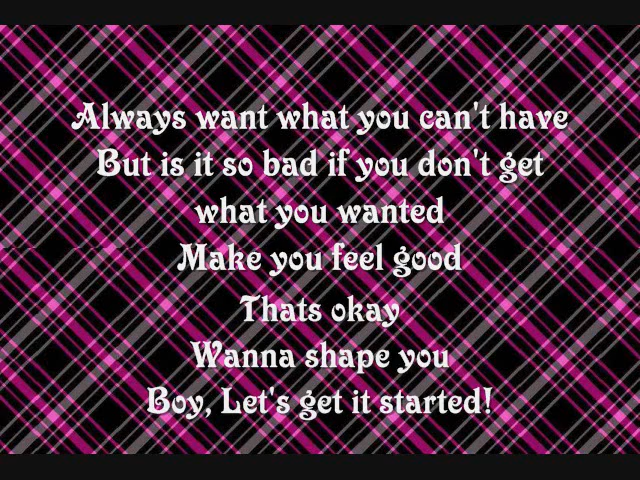 Always want what you can't have
But is it so bad if you don't get
what you wanted
Make you feel good
Thats okay
Wanna shape you
Boy, Let's get it started!